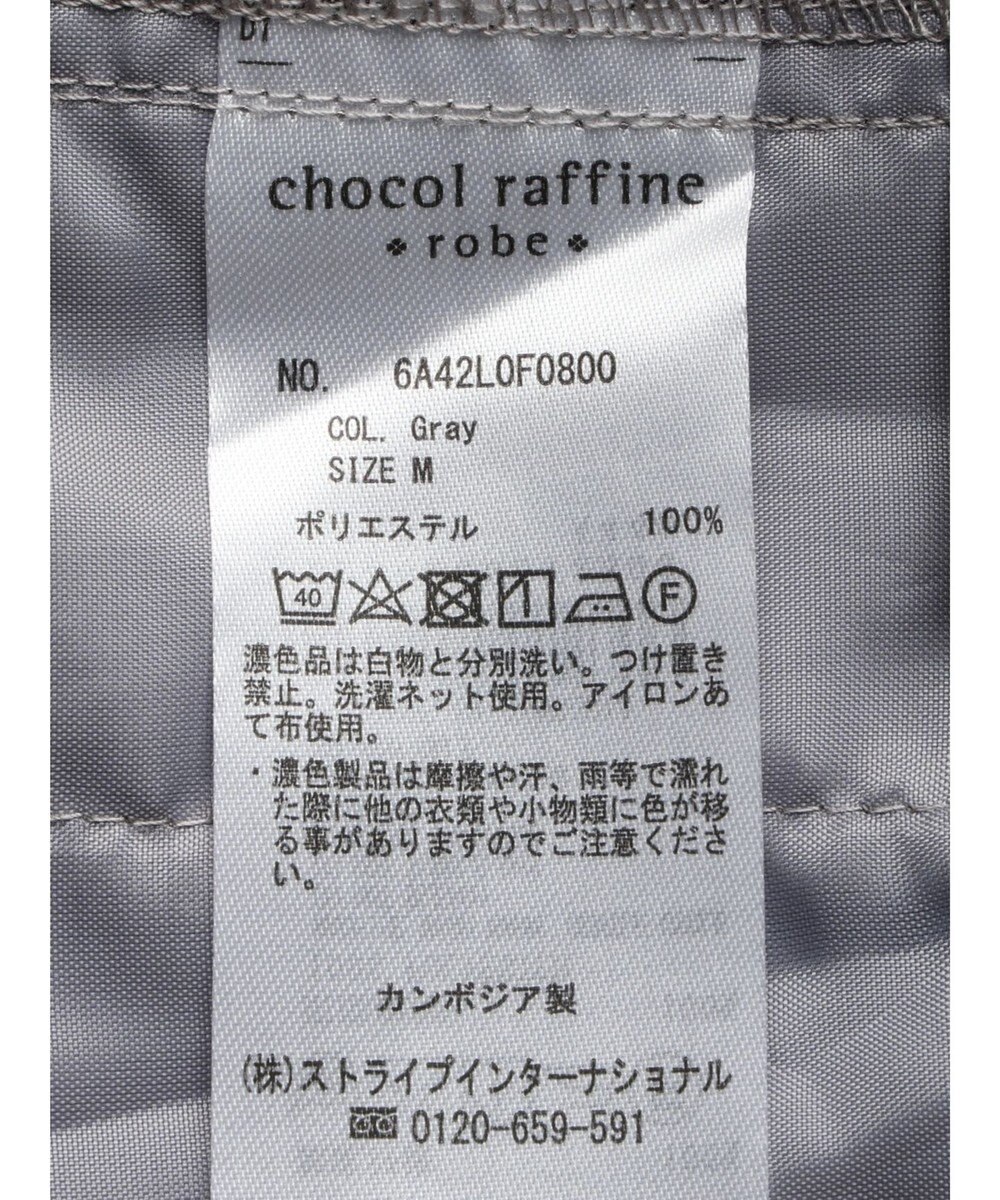 chocol raffine
robe
NO. 6A42L0F0800
COL. Gray
SIZE M
ポリエステル 100%
40 F
濃色品は白物と分別洗い。つけ置き
禁止。洗濯ネット使用。アイロンあ
て布使用。
・濃色製品は摩擦や汗、雨等で濡れ
た際に他の衣類や小物類に色が移
る事がありますのでご注意くださ
い。
カンボジア製
(株)ストライプインターナショナル
0120-659-591